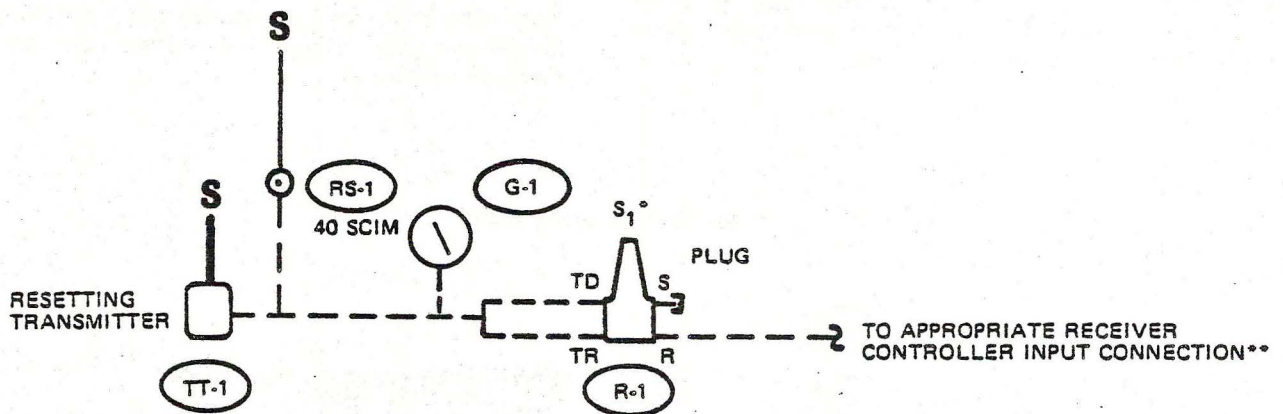 S
S
RS-1
40 SCIM
G-1
S1*
PLUG
TD
S
RESETTING
TRANSMITTER
TR
R
TO APPROPRIATE RECEIVER
CONTROLLER INPUT CONNECTION**
TT-1
R-1